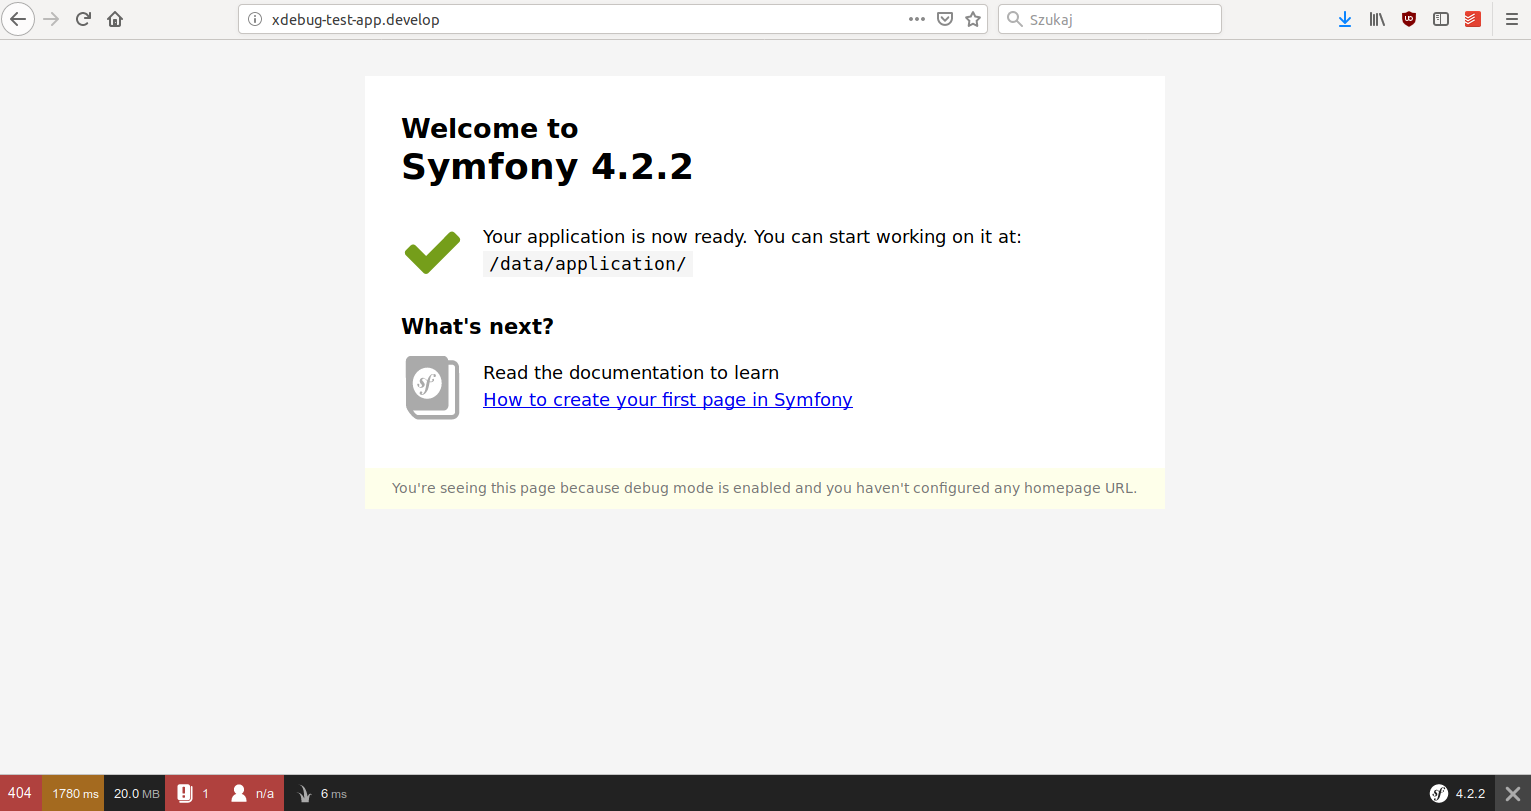 xdebug-test-app.develop
Szukaj
Welcome to
Symfony 4.2.2
Your application is now ready. You can start working on it at:
/data/application/
What's next?
sf
Read the documentation to learn
How to create your first page in Symfony
You're seeing this page because debug mode is enabled and you haven't configured any homepage URL.
404 1780 ms 20.0 MB 1 n/a 6 ms sf 4.2.2